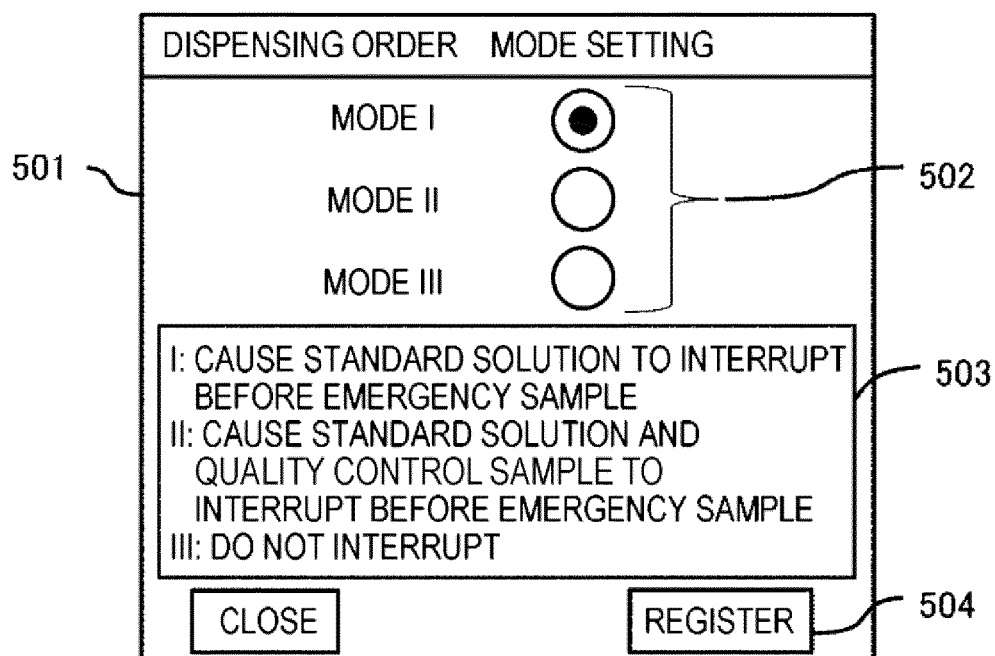 DISPENSING ORDER MODE SETTING
MODE I
501
502
MODE II
MODE III
I: CAUSE STANDARD SOLUTION TO INTERRUPT
BEFORE EMERGENCY SAMPLE
503
II: CAUSE STANDARD SOLUTION AND
QUALITY CONTROL SAMPLE TO
INTERRUPT BEFORE EMERGENCY SAMPLE
III: DO NOT INTERRUPT
CLOSE
REGISTER
504